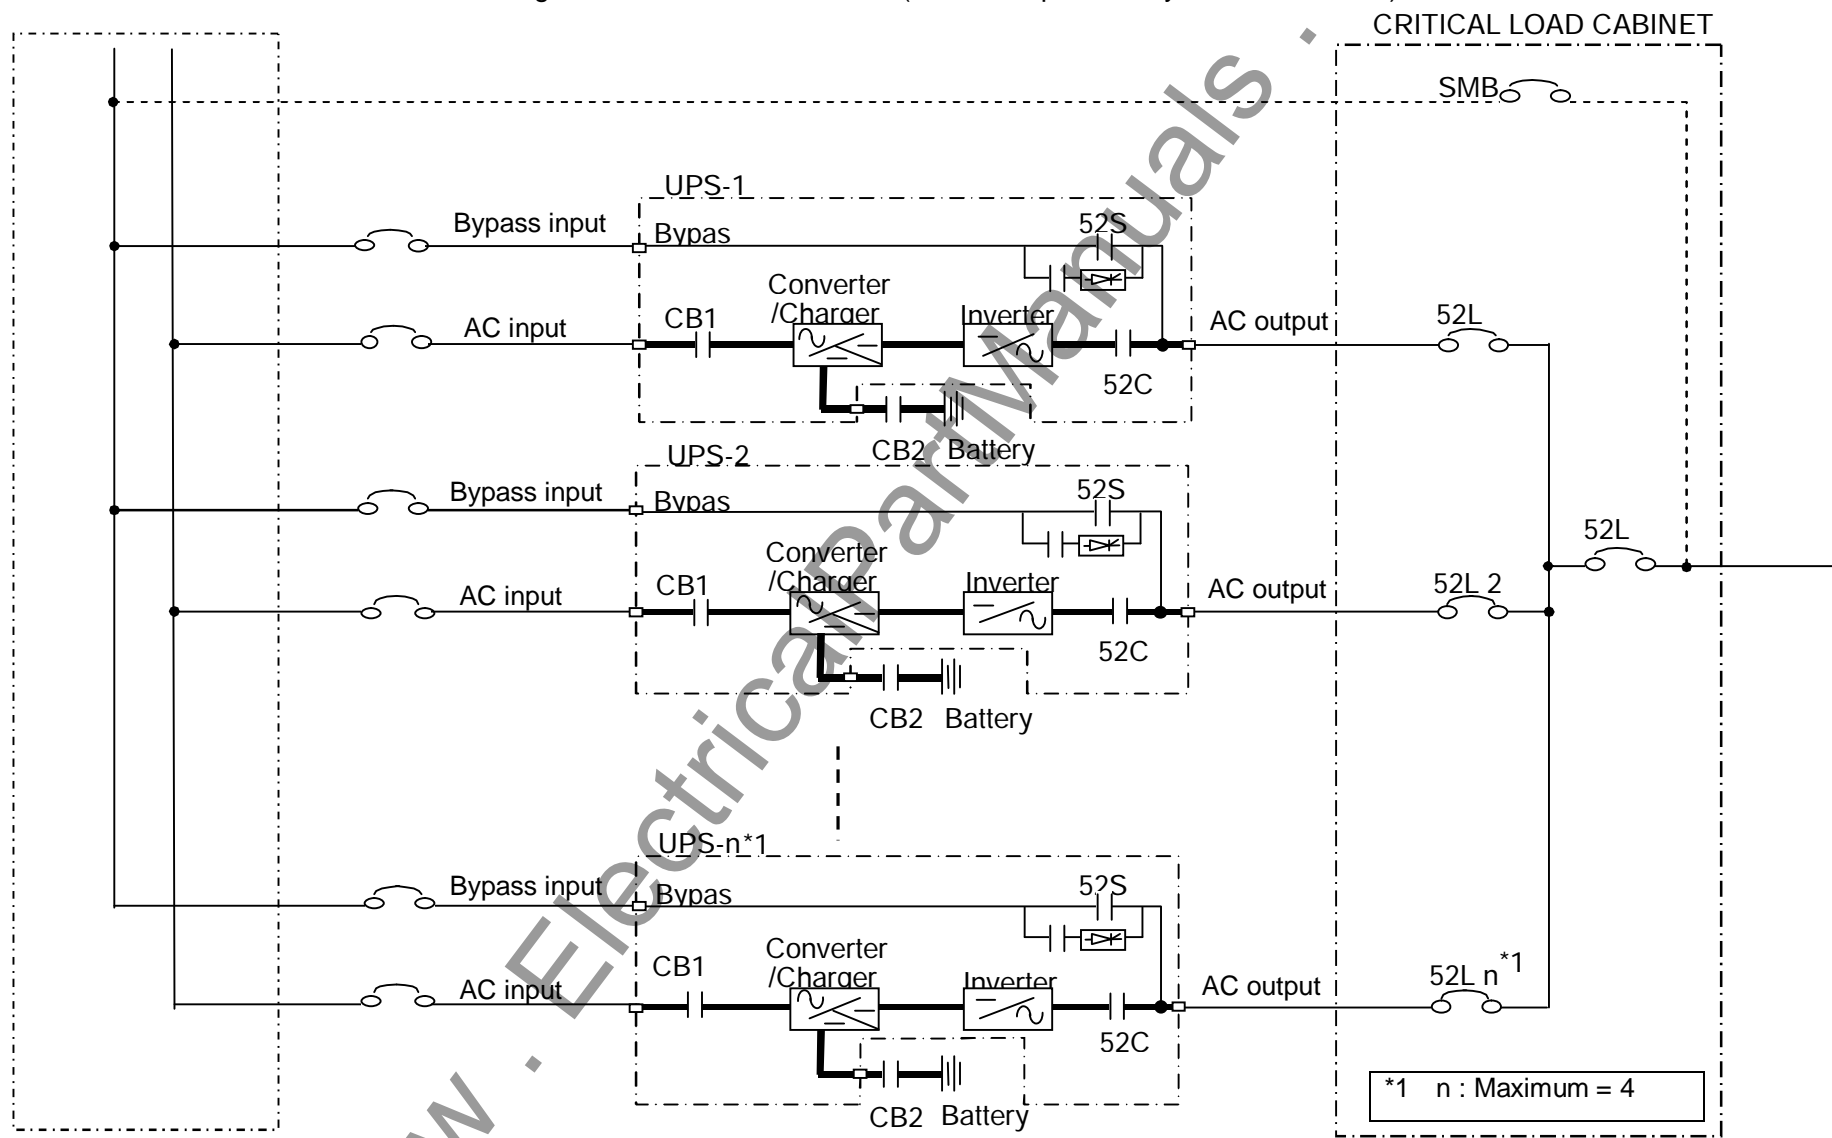 CRITICAL LOAD CABINET
SMB
UPS-1
Bypass input
Bypas
52S
Converter
/Charger
Inverter
AC input
CB1
AC output
52L
52C
CB2 Battery
UPS-2
Bypass input
Bypas
52S
Converter
/Charger
Inverter
AC input
CB1
AC output
52L 2
52L
52C
CB2 Battery
UPS-n*1
Bypass input
Bypas
52S
Converter
/Charger
Inverter
AC input
CB1
AC output
52L n*1
52C
CB2 Battery
*1 n : Maximum = 4
w . ElectricalPartManuals .